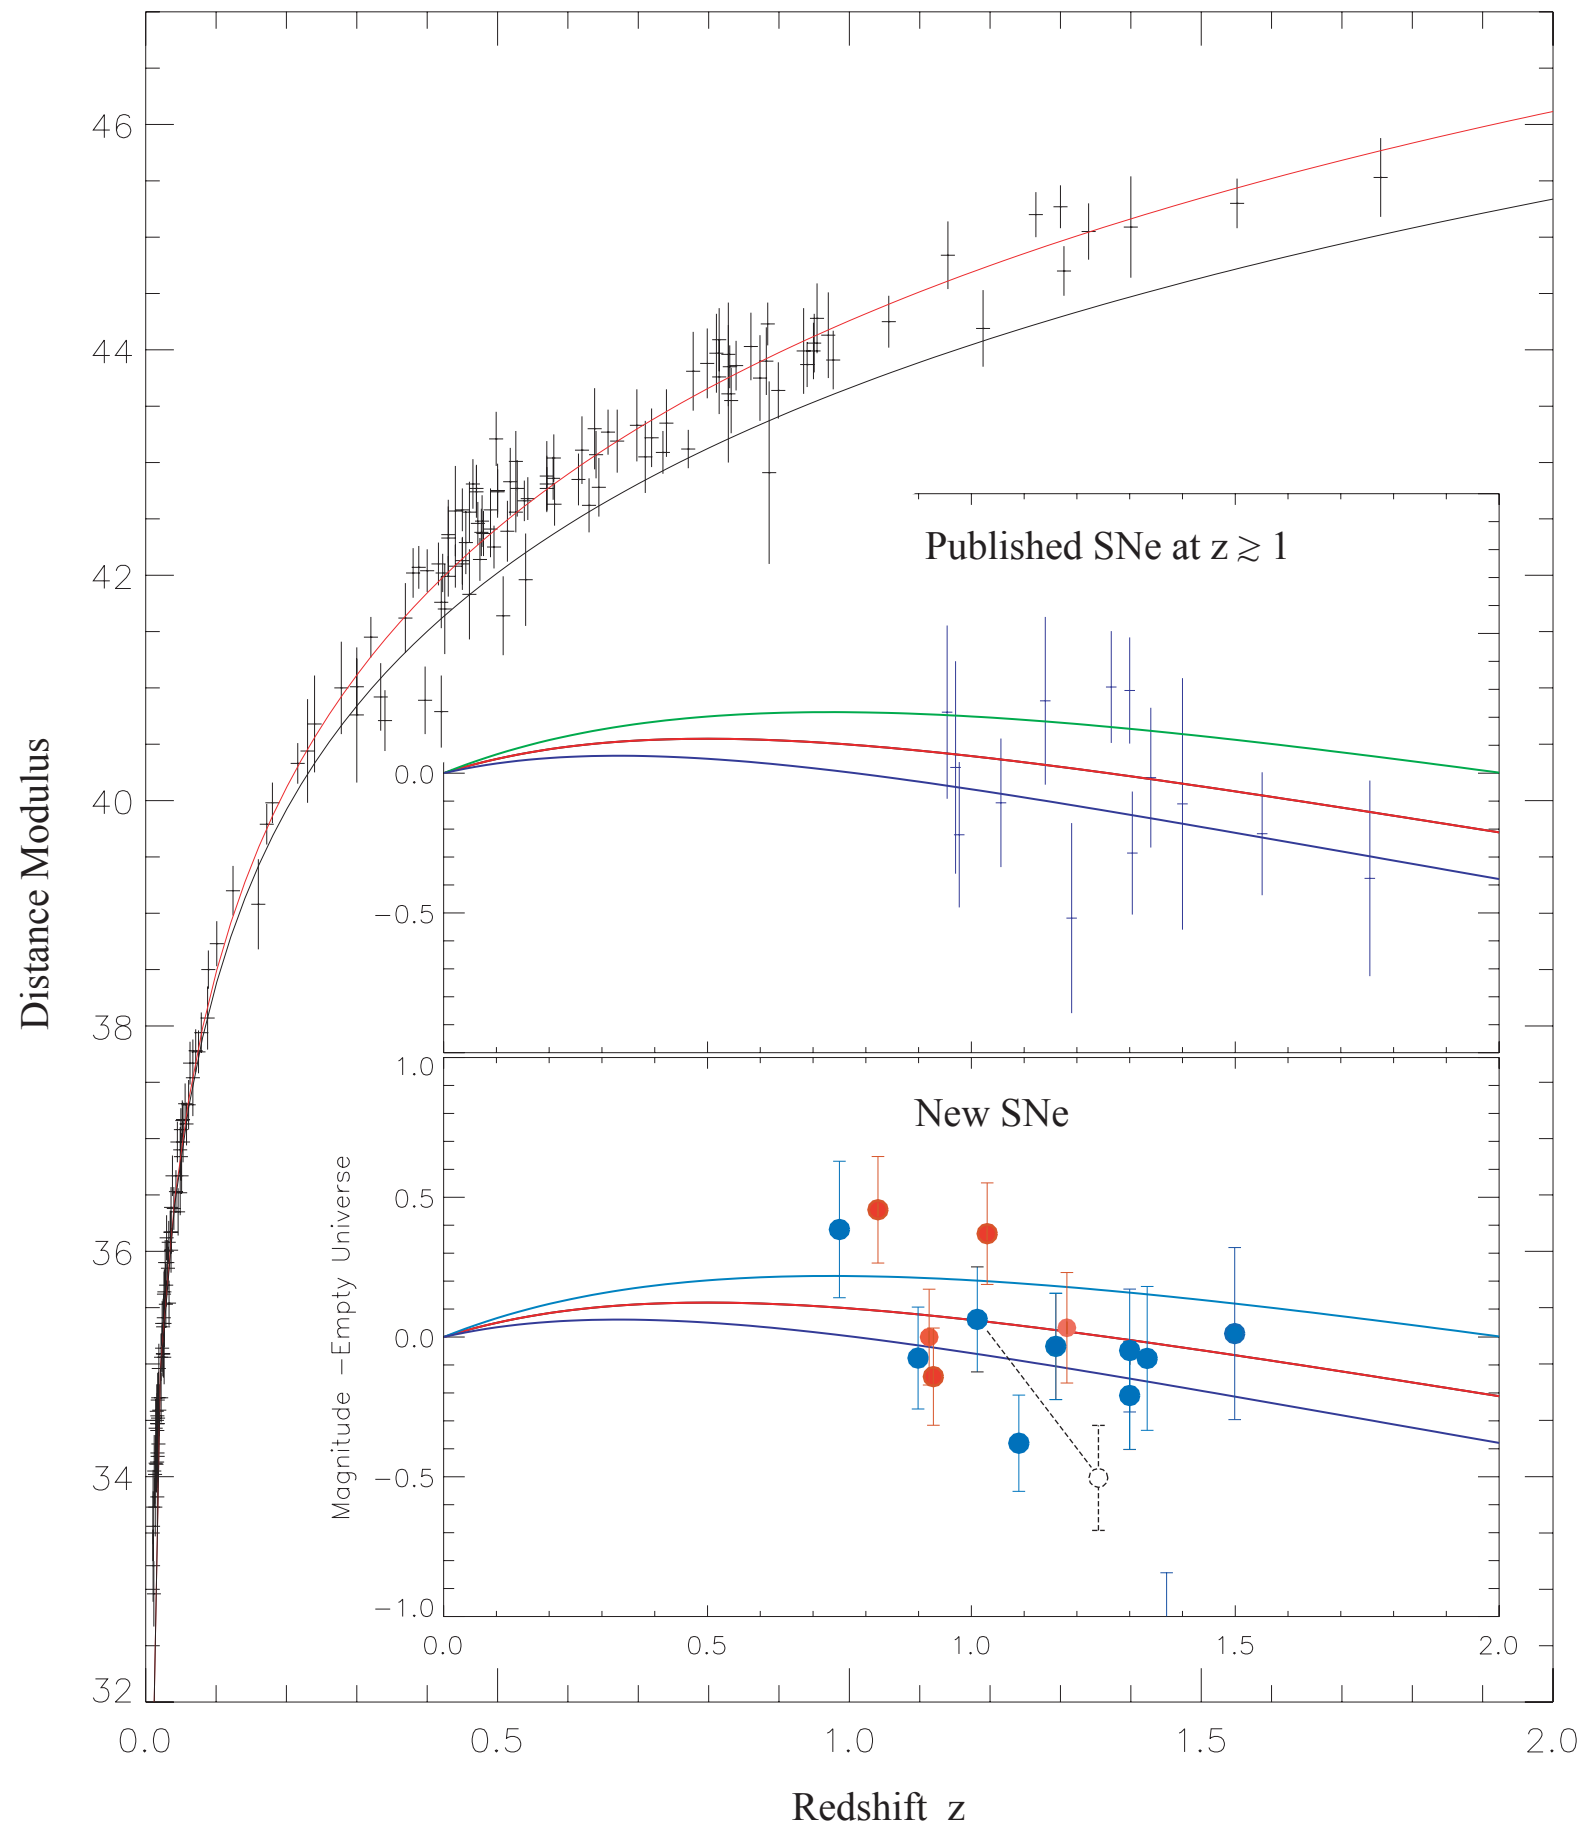 46
44
42
40
38
36
34
32
Distance Modulus
Published SNe at z ≳ 1
0.0
−0.5
1.0
New SNe
0.5
0.0
−0.5
−1.0
Magnitude −Empty Universe
0.0 0.5 1.0 1.5 2.0
0.0 0.5 1.0 1.5 2.0
Redshift z